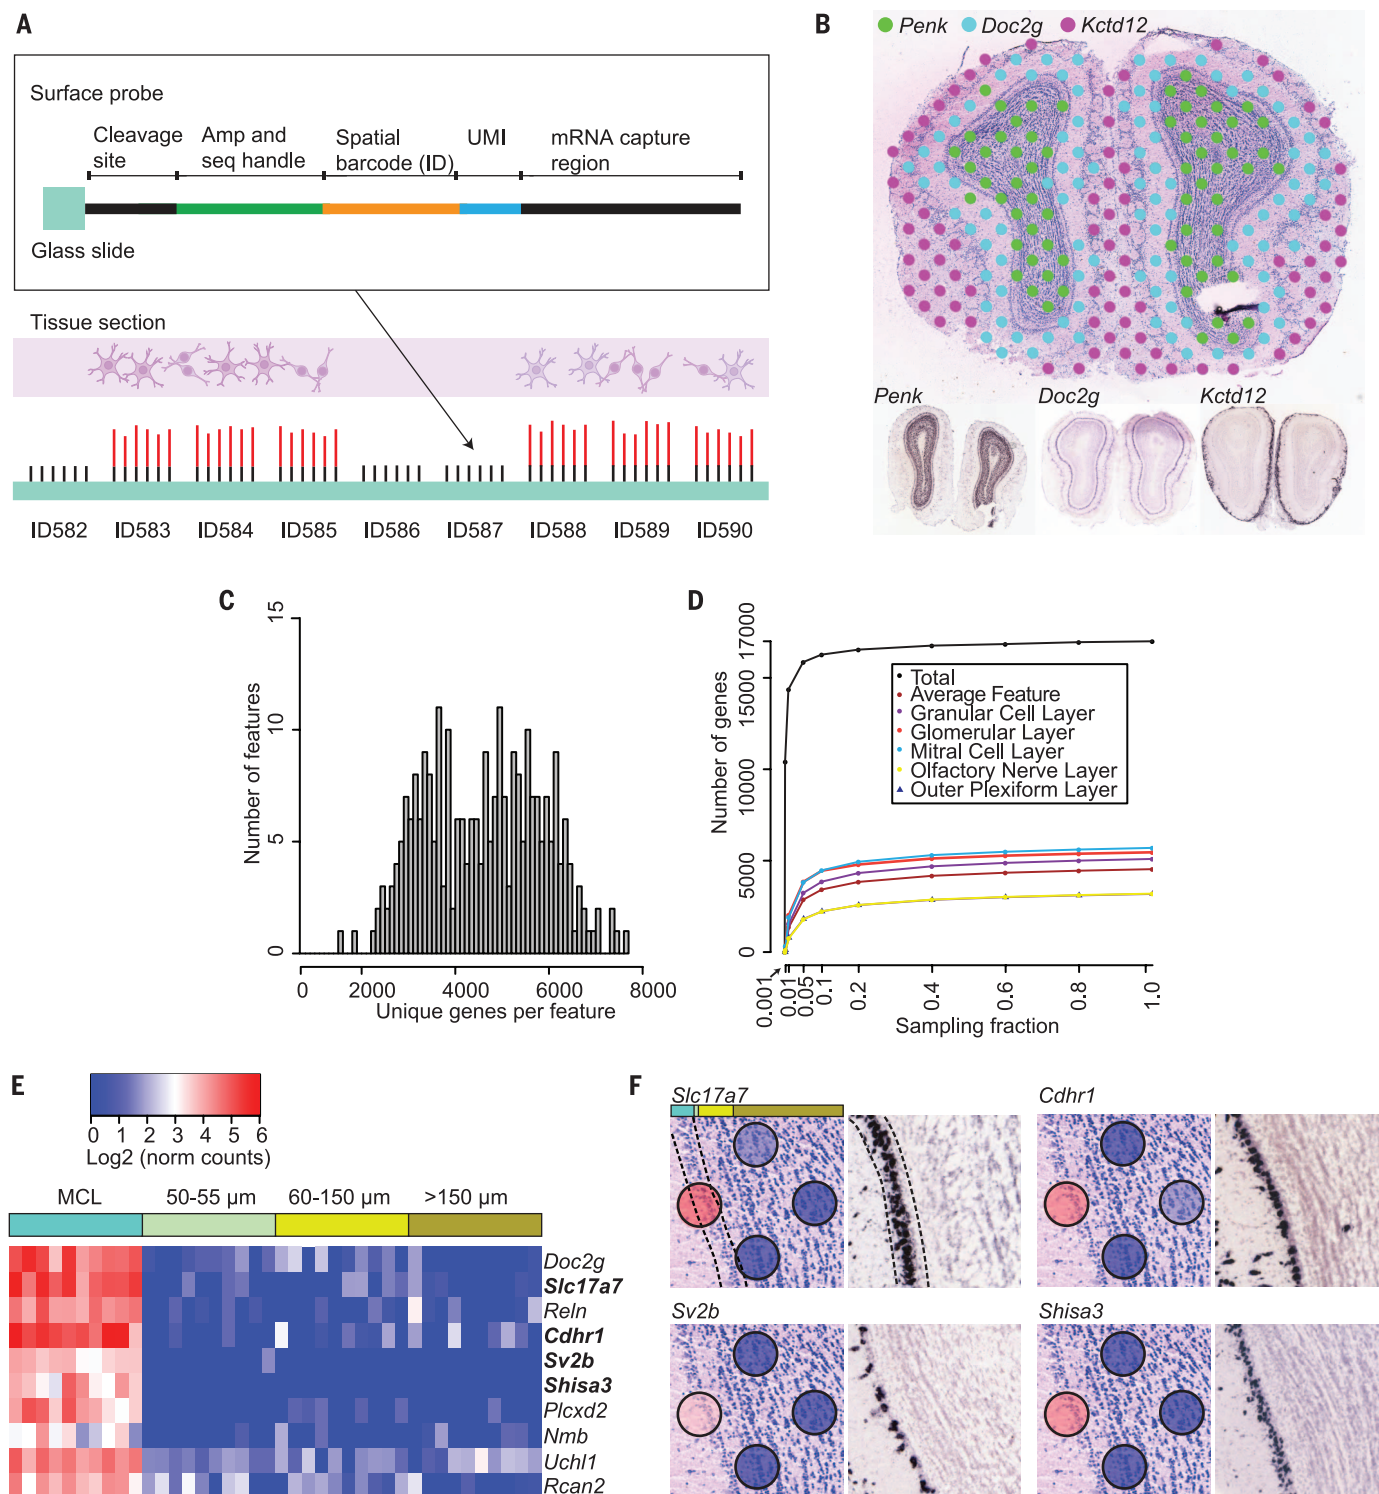 A
Surface probe
Cleavage site
Amp and seq handle
Spatial barcode (ID)
UMI
mRNA capture region
Glass slide
Tissue section
ID582 ID583 ID584 ID585 ID586 ID587 ID588 ID589 ID590
B
Penk Doc2g Kctd12
Penk Doc2g Kctd12
C
Number of features
15
10
5
0
0 2000 4000 6000 8000
Unique genes per feature
D
Number of genes
17000
15000
10000
5000
0
Total
Average Feature
Granular Cell Layer
Glomerular Layer
Mitral Cell Layer
Olfactory Nerve Layer
Outer Plexiform Layer
0.001 0.01 0.05 0.1 0.2 0.4 0.6 0.8 1.0
Sampling fraction
E
0 1 2 3 4 5 6
Log2 (norm counts)
MCL 50-55 µm 60-150 µm >150 µm
Doc2g
Slc17a7
Reln
Cdhr1
Sv2b
Shisa3
Plcxd2
Nmb
Uchl1
Rcan2
F
Slc17a7
Cdhr1
Sv2b
Shisa3